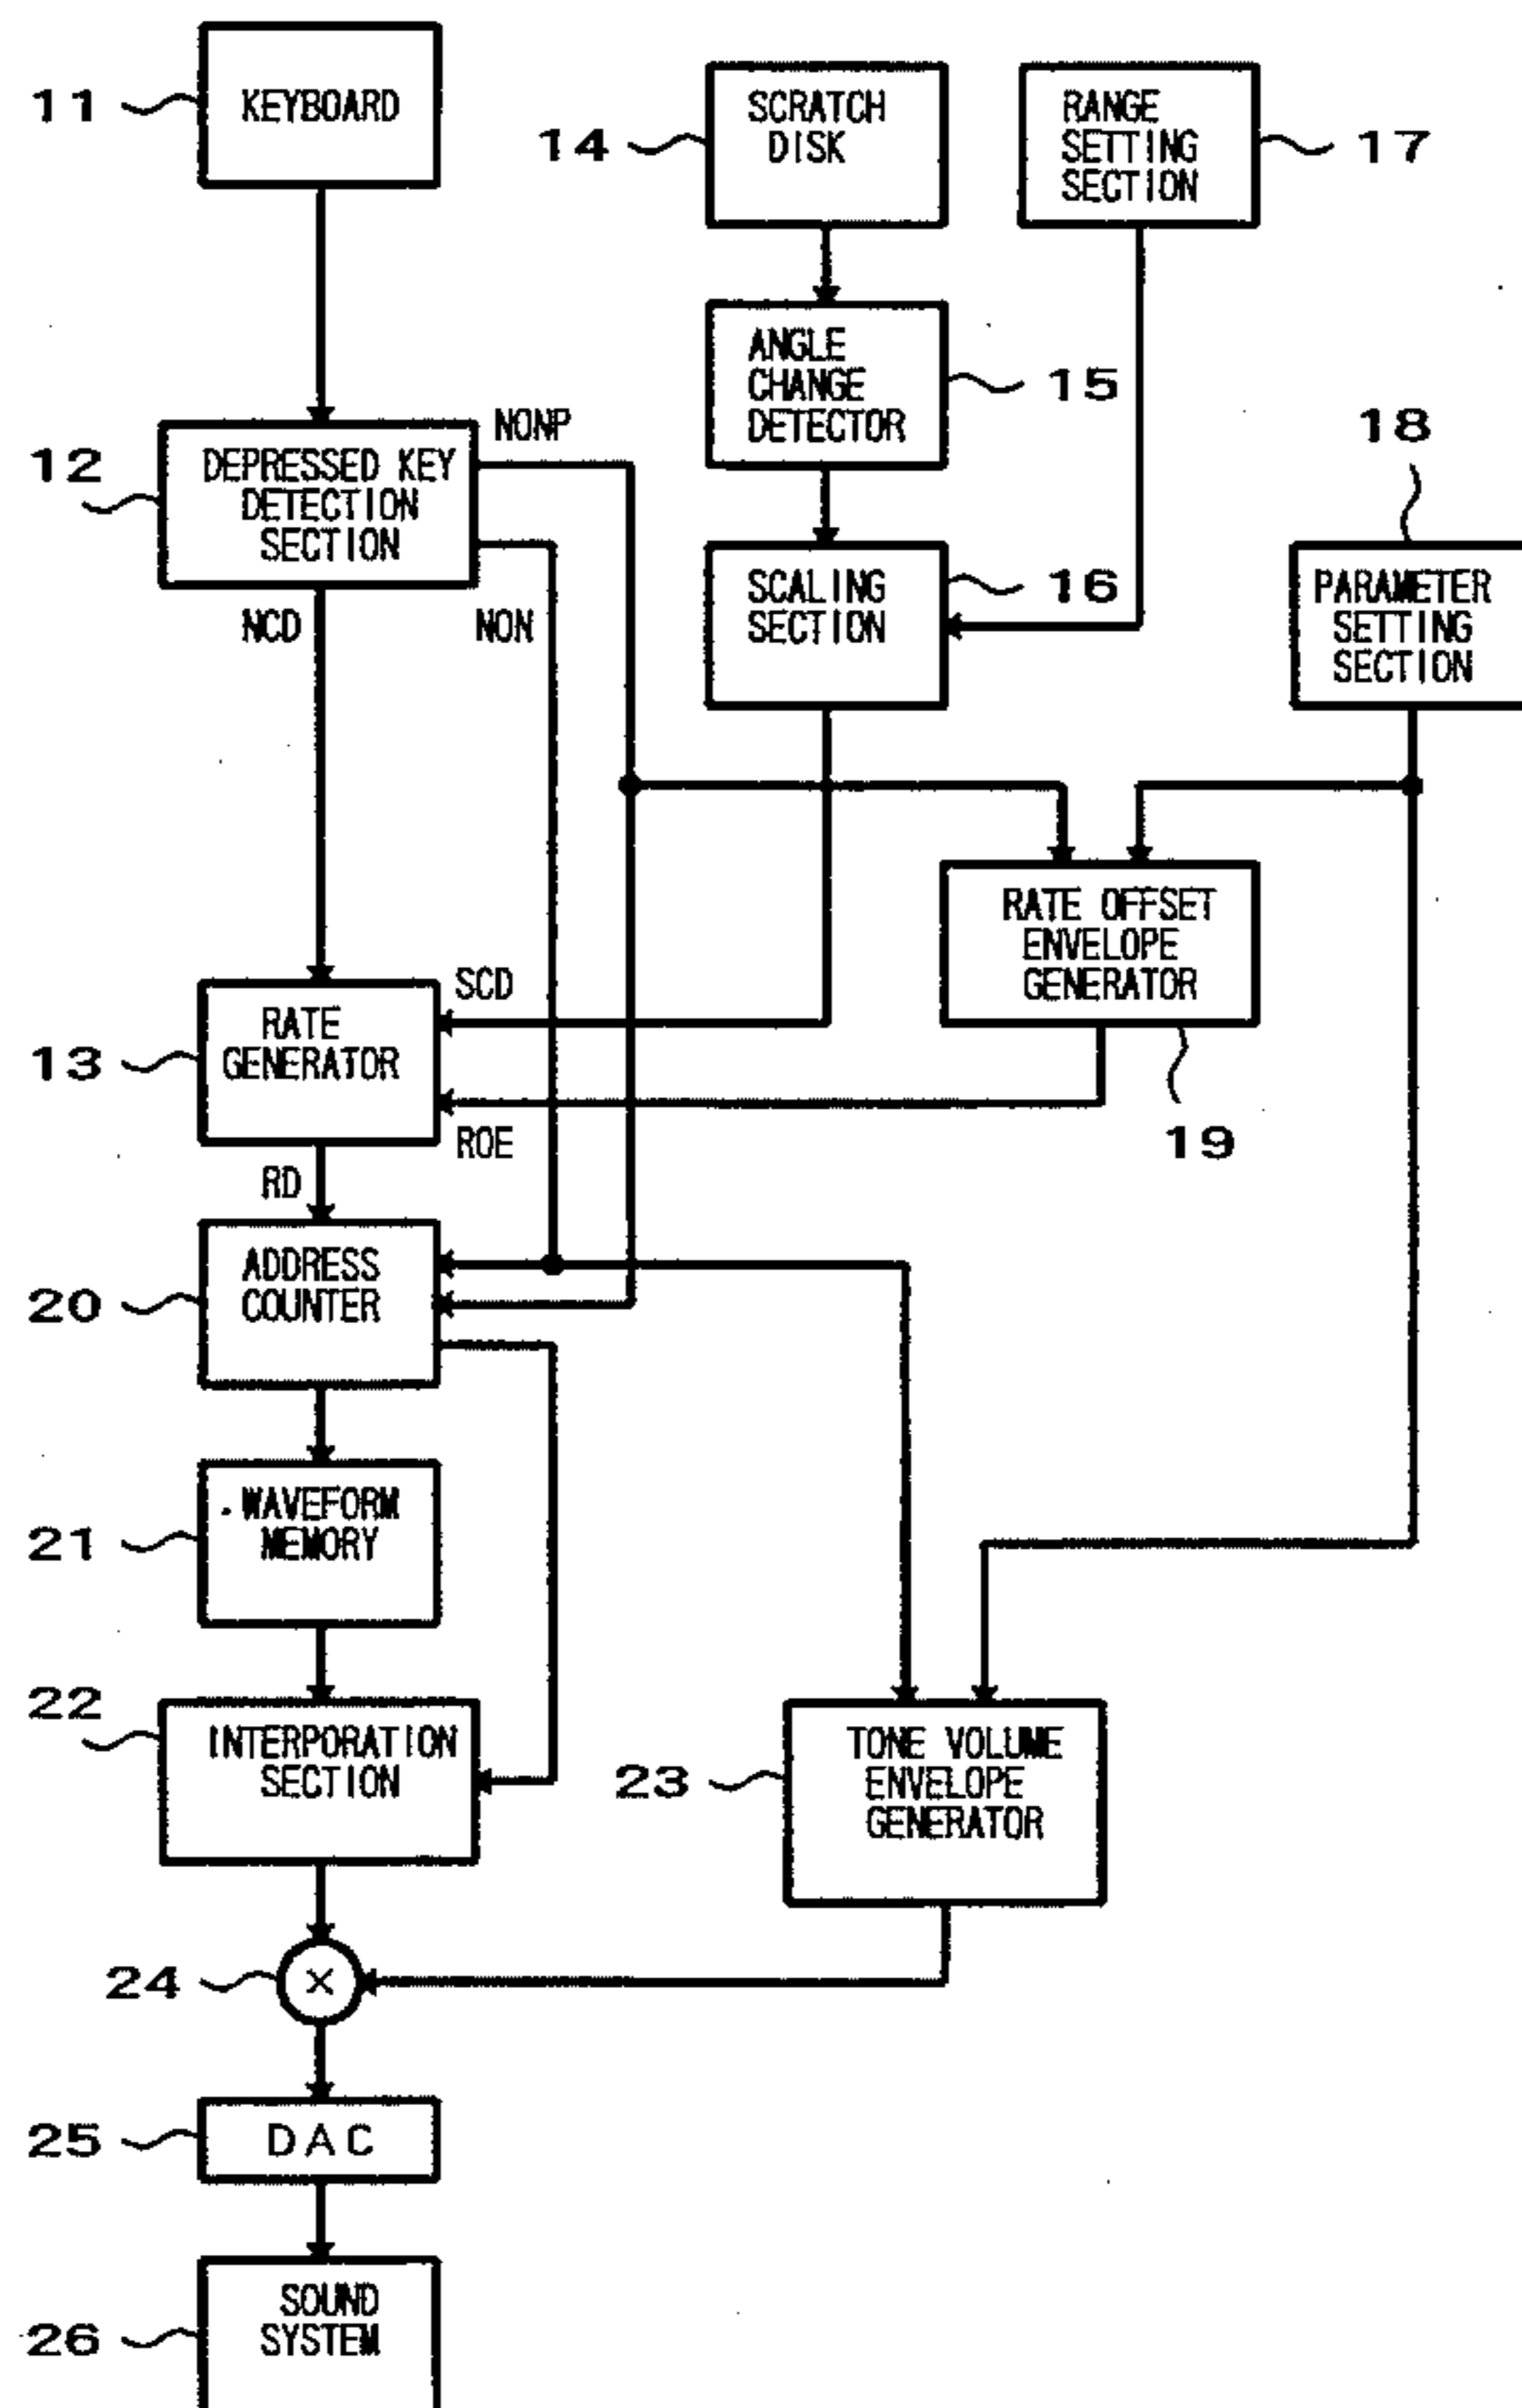 11
KEYBOARD
14
SCRATCH
DISK
RANGE
SETTING
SECTION
17
ANGLE
CHANGE
DETECTOR
15
12
DEPRESSED KEY
DETECTION
SECTION
NONP
NCD
NON
SCALING
SECTION
16
18
PARAMETER
SETTING
SECTION
RATE OFFSET
ENVELOPE
GENERATOR
19
13
RATE
GENERATOR
SCD
ROE
RD
20
ADDRESS
COUNTER
21
WAVEFORM
MEMORY
22
INTERPORATION
SECTION
23
TONE VOLUME
ENVELOPE
GENERATOR
24
×
25
DAC
26
SOUND
SYSTEM